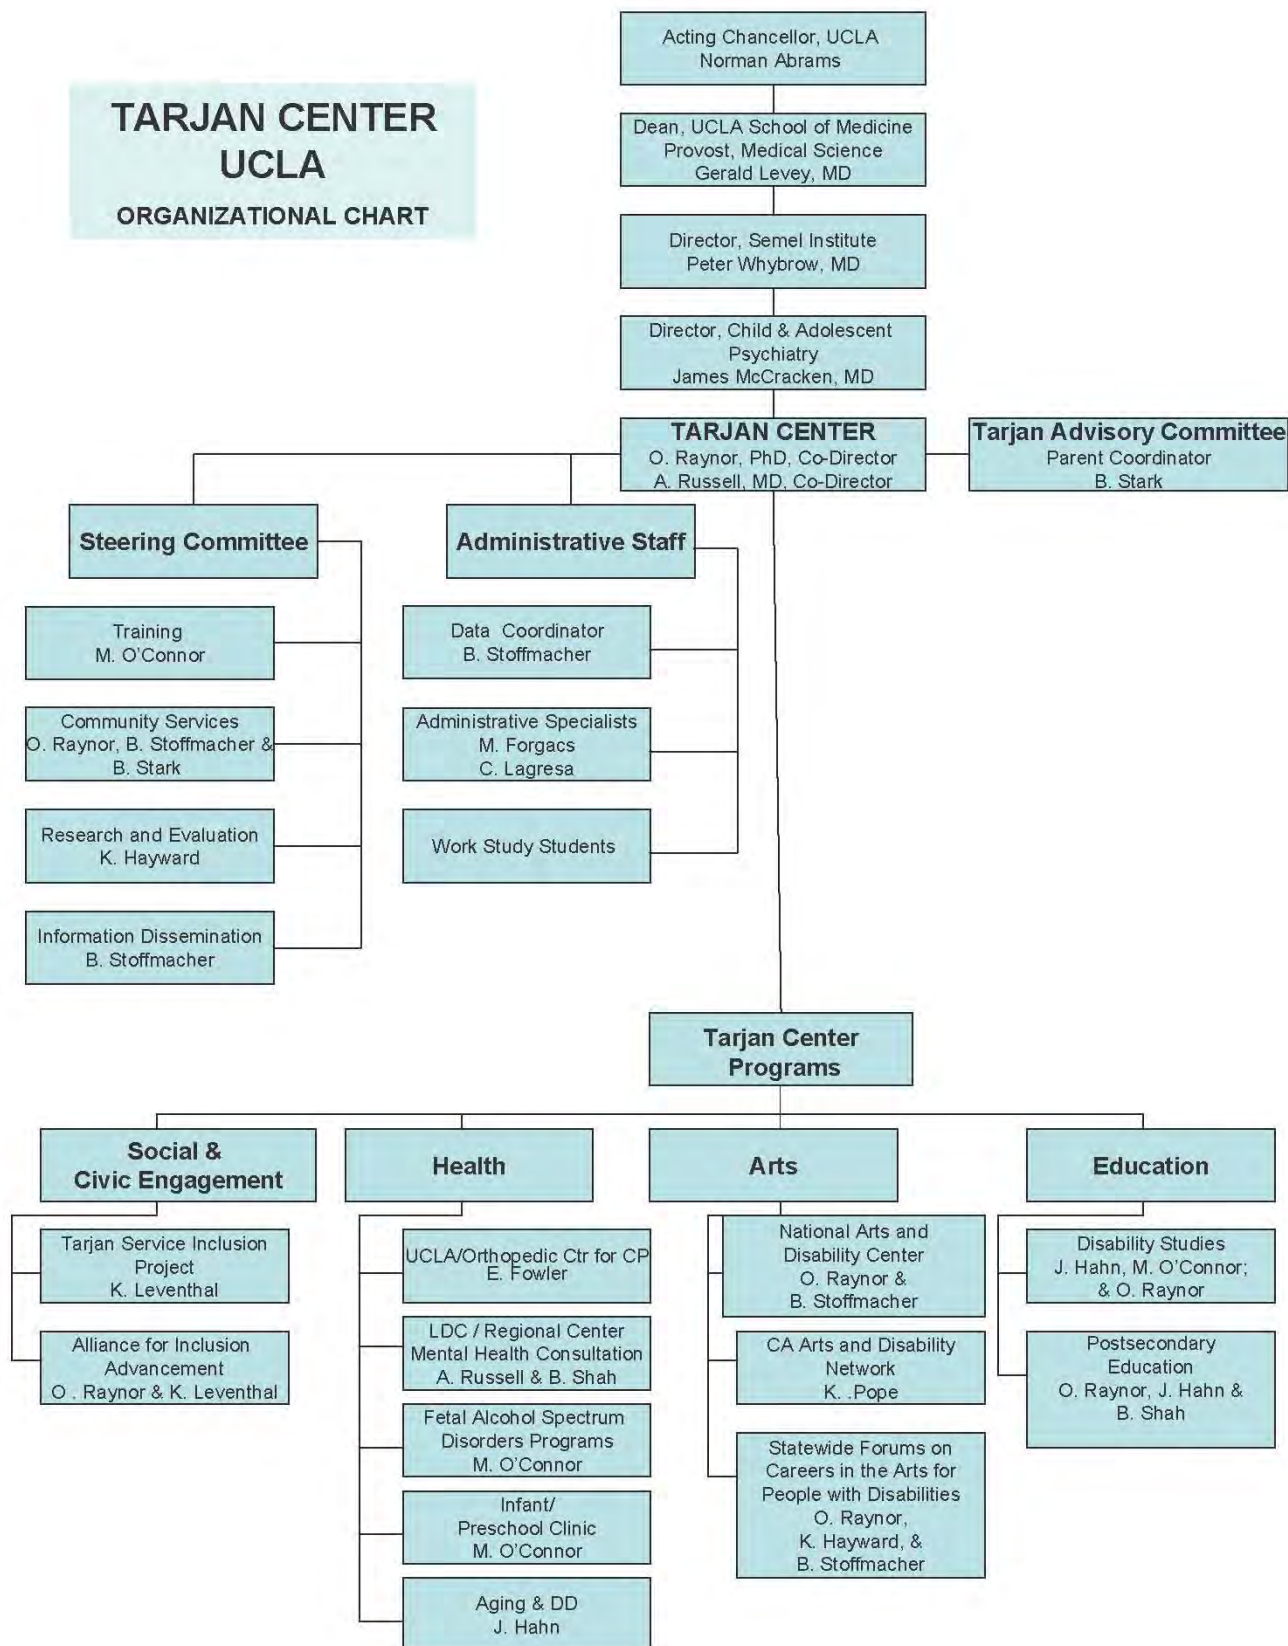 TARJAN CENTER
UCLA
ORGANIZATIONAL CHART
Acting Chancellor, UCLA
Norman Abrams
Dean, UCLA School of Medicine
Provost, Medical Science
Gerald Levey, MD
Director, Semel Institute
Peter Whybrow, MD
Director, Child & Adolescent
Psychiatry
James McCracken, MD
TARJAN CENTER
O. Raynor, PhD, Co-Director
A. Russell, MD, Co-Director
Tarjan Advisory Committee
Parent Coordinator
B. Stark
Steering Committee
Training
M. O'Connor
Community Services
O. Raynor, B. Stoffmacher &
B. Stark
Research and Evaluation
K. Hayward
Information Dissemination
B. Stoffmacher
Administrative Staff
Data Coordinator
B. Stoffmacher
Administrative Specialists
M. Forgacs
C. Lagresa
Work Study Students
Tarjan Center
Programs
Social &
Civic Engagement
Tarjan Service Inclusion
Project
K. Leventhal
Alliance for Inclusion
Advancement
O . Raynor & K. Leventhal
Health
UCLA/Orthopedic Ctr for CP
E. Fowler
LDC / Regional Center
Mental Health Consultation
A. Russell & B. Shah
Fetal Alcohol Spectrum
Disorders Programs
M. O'Connor
Infant/
Preschool Clinic
M. O'Connor
Aging & DD
J. Hahn
Arts
National Arts and
Disability Center
O. Raynor &
B. Stoffmacher
CA Arts and Disability
Network
K. .Pope
Statewide Forums on
Careers in the Arts for
People with Disabilities
O. Raynor,
K. Hayward, &
B. Stoffmacher
Education
Disability Studies
J. Hahn, M. O'Connor;
& O. Raynor
Postsecondary
Education
O. Raynor, J. Hahn &
B. Shah